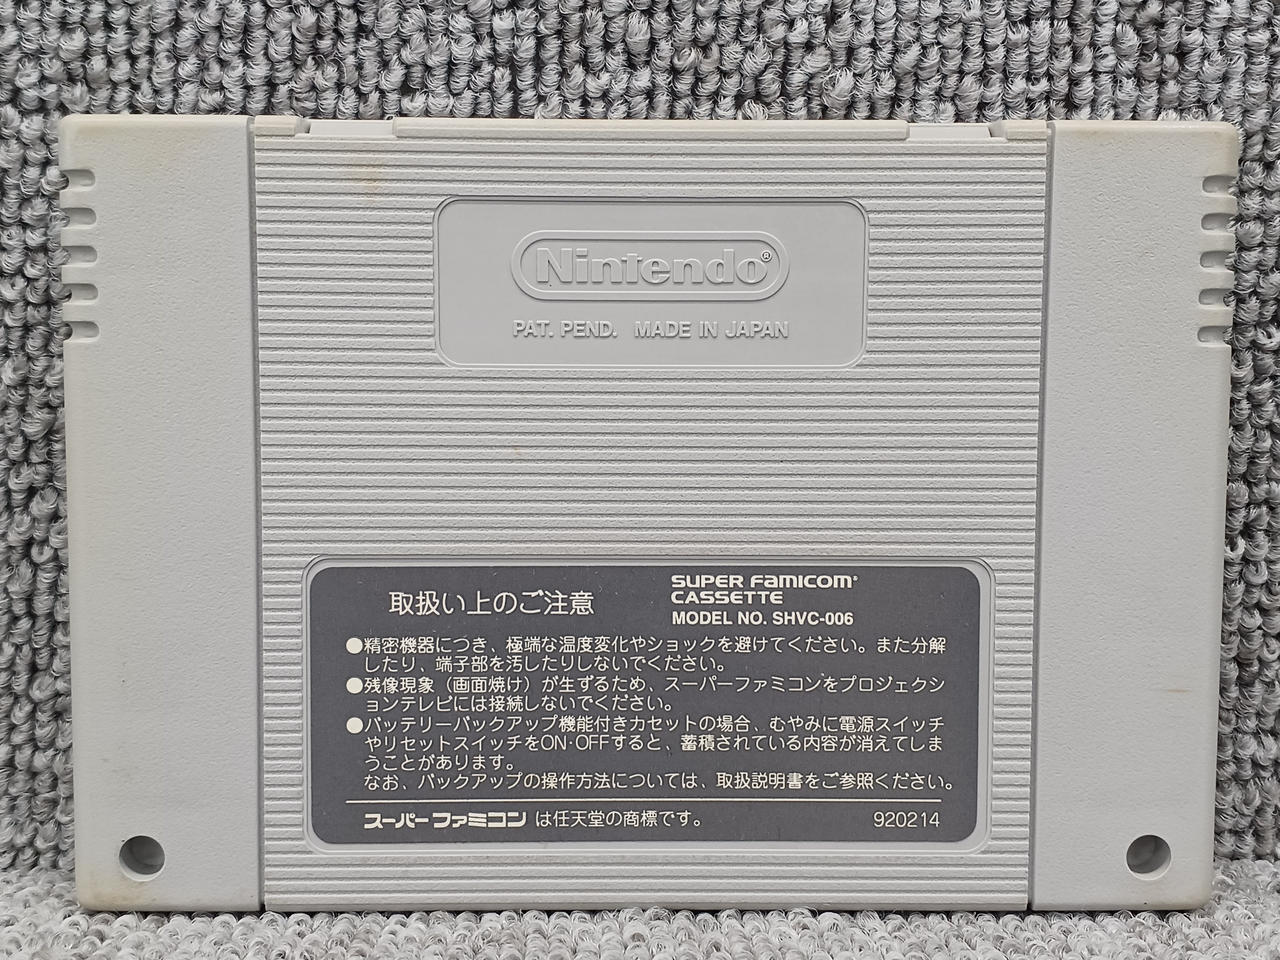 Nintendo®
PAT. PEND. MADE IN JAPAN
取扱い上のご注意
SUPER FAMICOM®
CASSETTE
MODEL NO. SHVC-006
●精密機器につき、極端な温度変化やショックを避けてください。また分解
したり、端子部を汚したりしないでください。
●残像現象（画面焼け）が生ずるため、スーパーファミコンをプロジェクシ
ョンテレビには接続しないでください。
●バッテリーバックアップ機能付きカセットの場合、むやみに電源スイッチ
やリセットスイッチをON·OFFすると、蓄積されている内容が消えてしま
うことがあります。
なお、バックアップの操作方法については、取扱説明書をご参照ください。
スーパーファミコン は任天堂の商標です。
920214